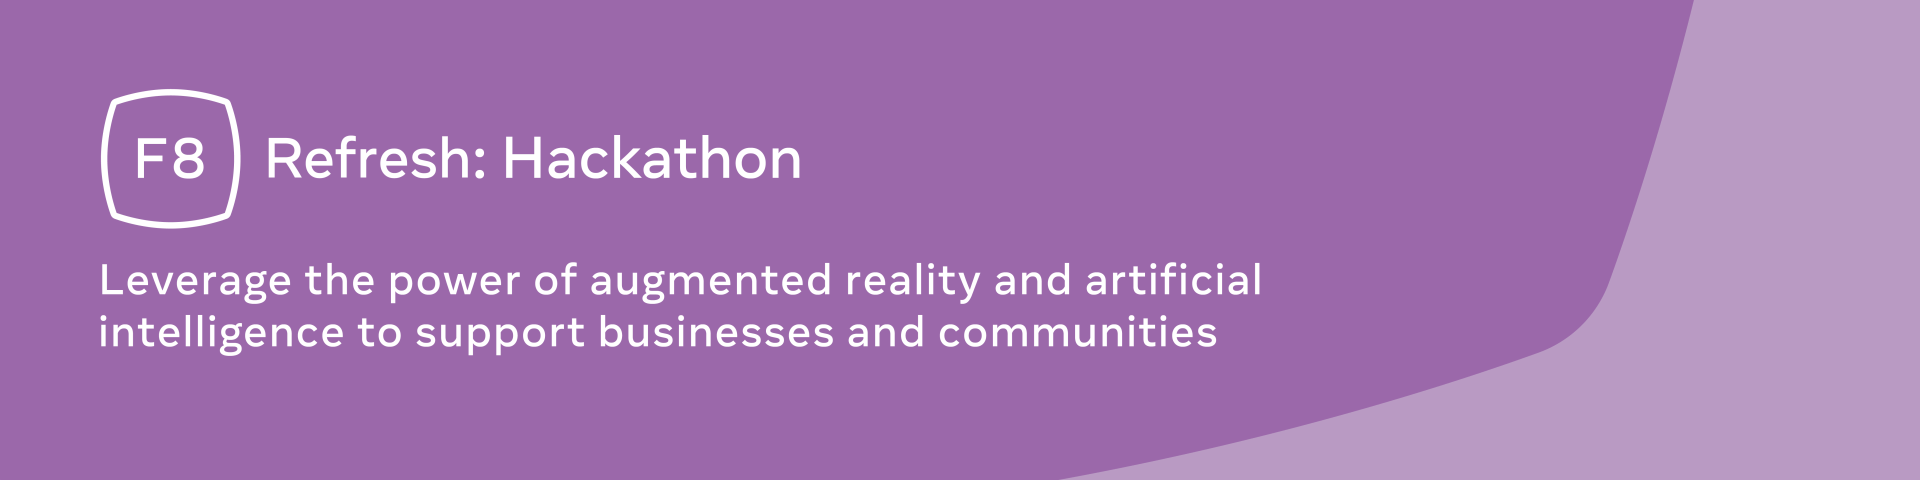 F8 Refresh: Hackathon
Leverage the power of augmented reality and artificial
intelligence to support businesses and communities